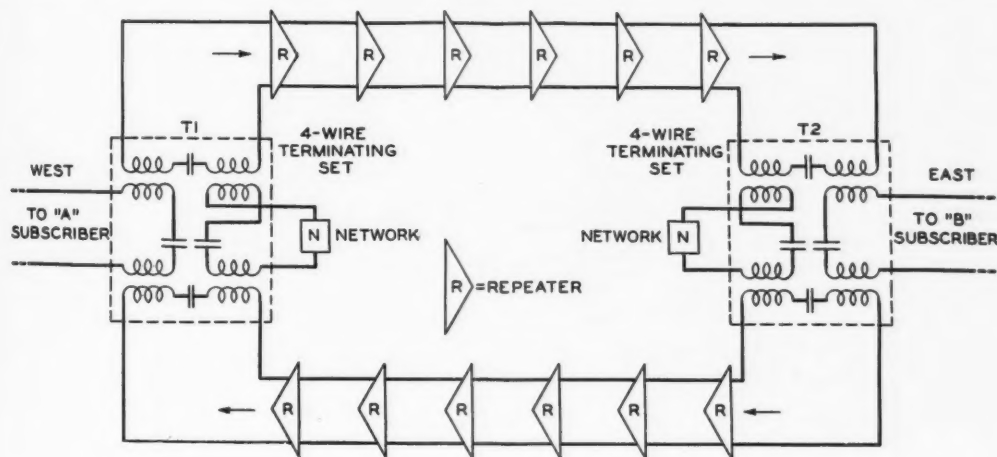 R R R R R R
T1
4-WIRE
TERMINATING
SET
4-WIRE
TERMINATING
SET
T2
WEST
TO "A"
SUBSCRIBER
N NETWORK
NETWORK N
EAST
TO "B"
SUBSCRIBER
R =REPEATER
R R R R R R